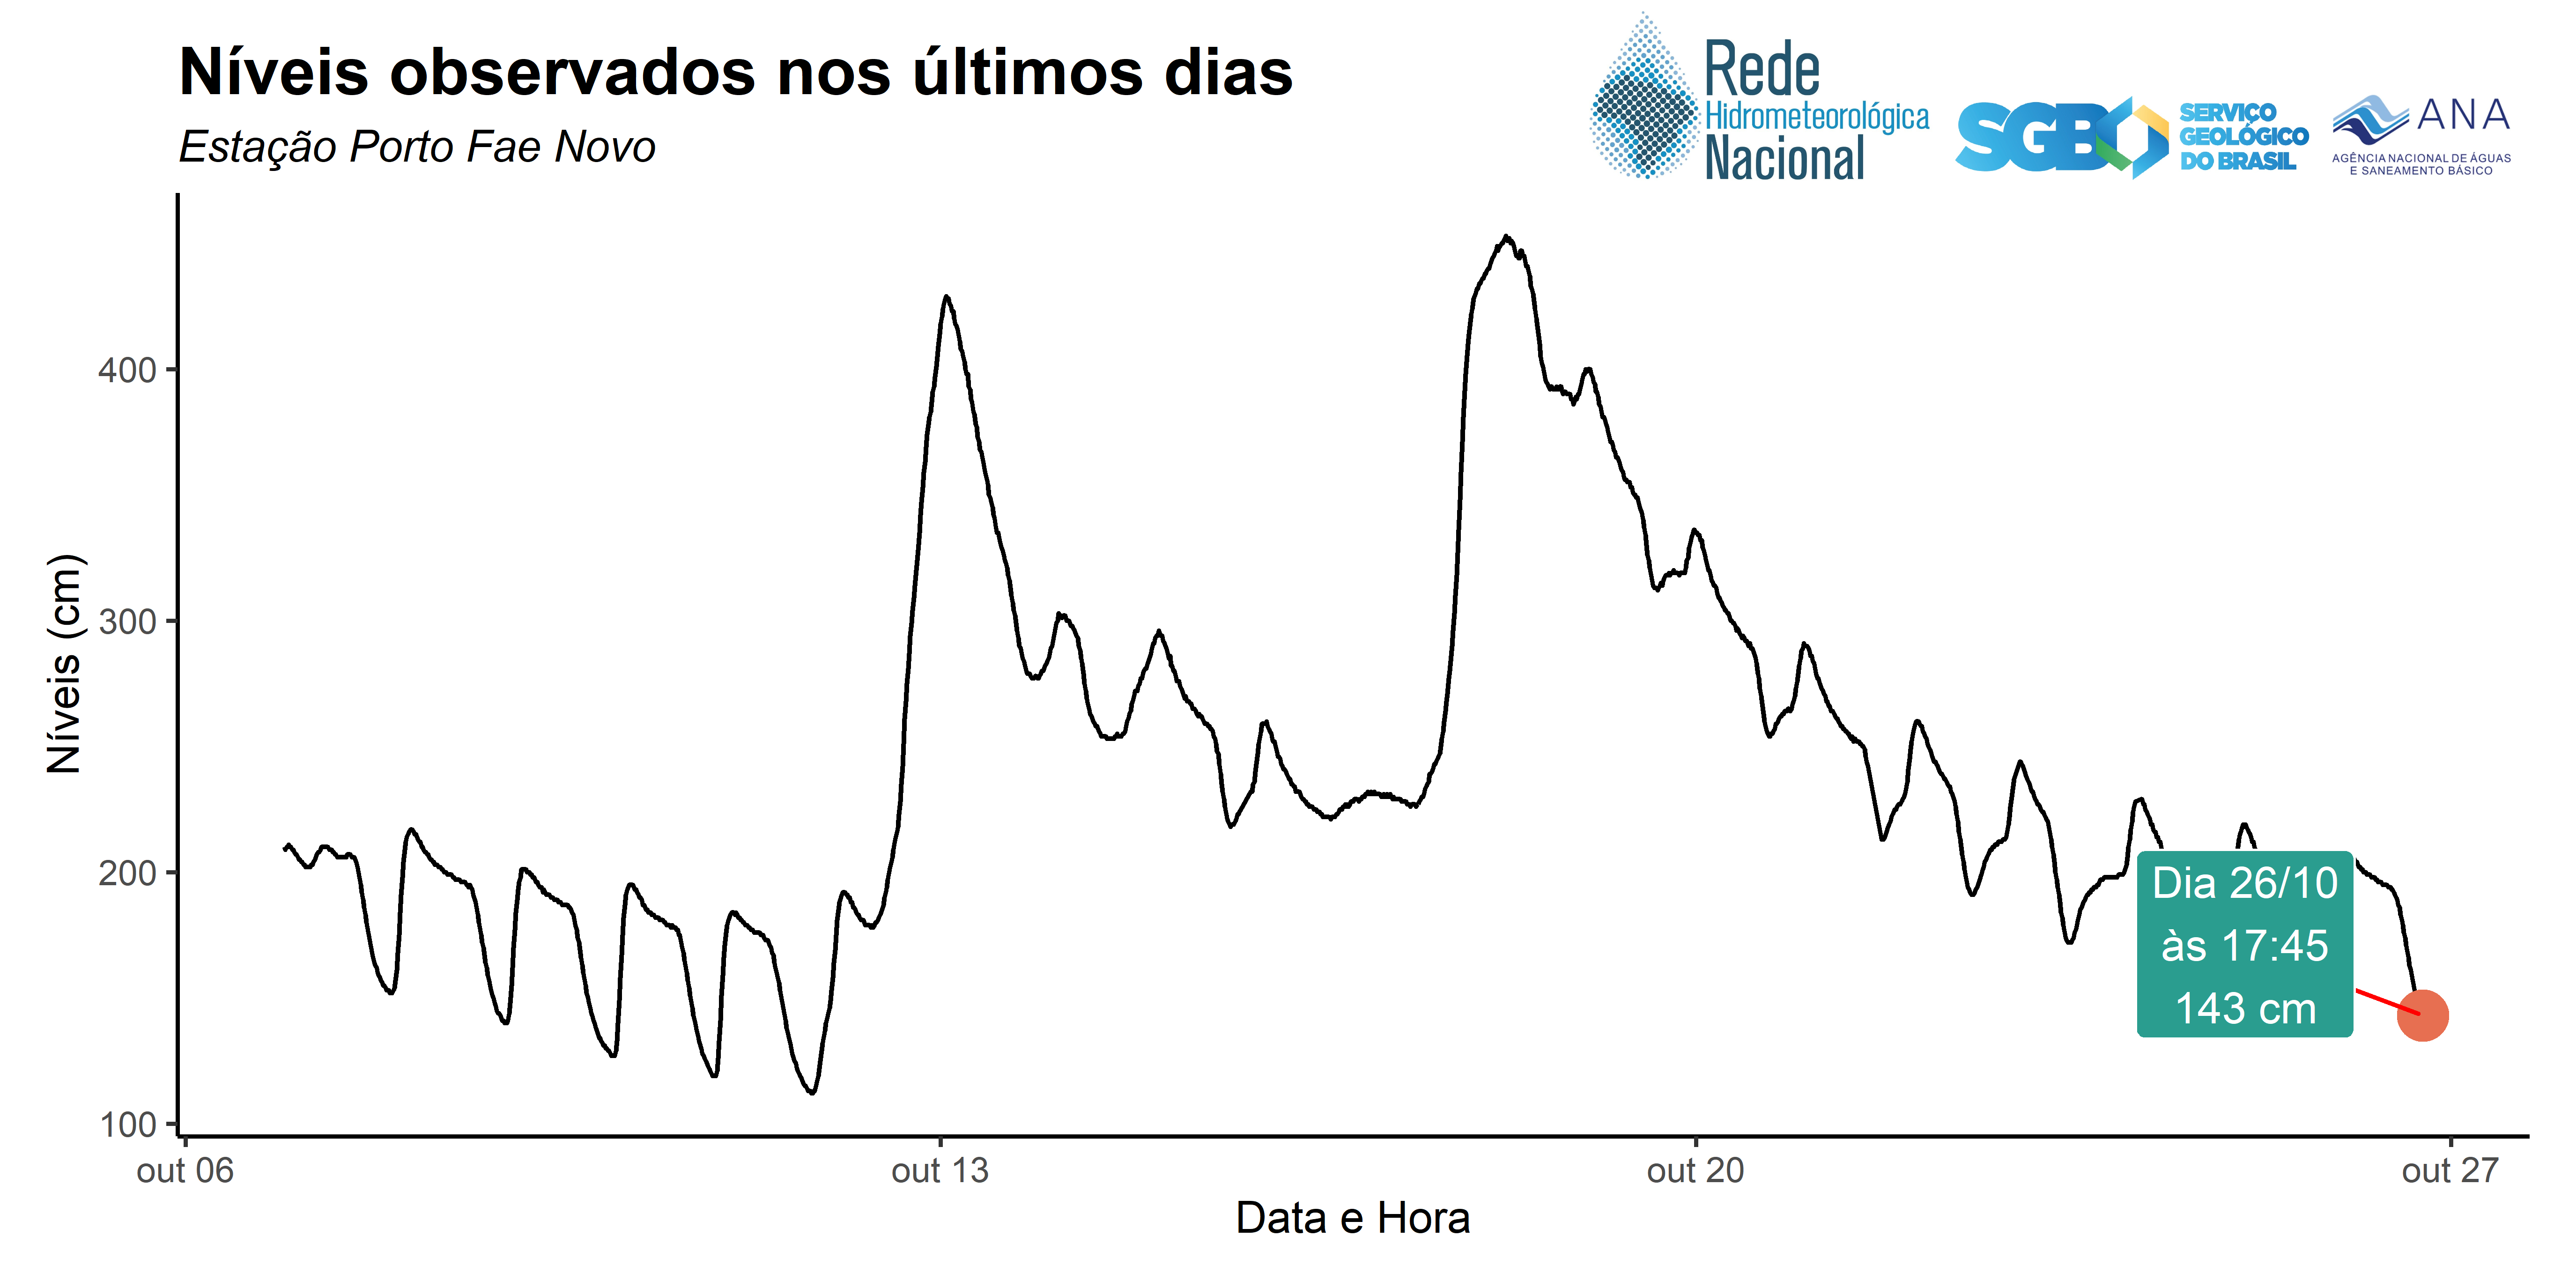 Níveis observados nos últimos dias
Estação Porto Fae Novo
Rede
Hidrometeorológica
Nacional
SGB
SERVIÇO
GEOLÓGICO
DO BRASIL
ANA
AGÊNCIA NACIONAL DE ÁGUAS
E SANEAMENTO BÁSICO
Níveis (cm)
400
300
200
100
Dia 26/10
às 17:45
143 cm
out 06
out 13
out 20
out 27
Data e Hora